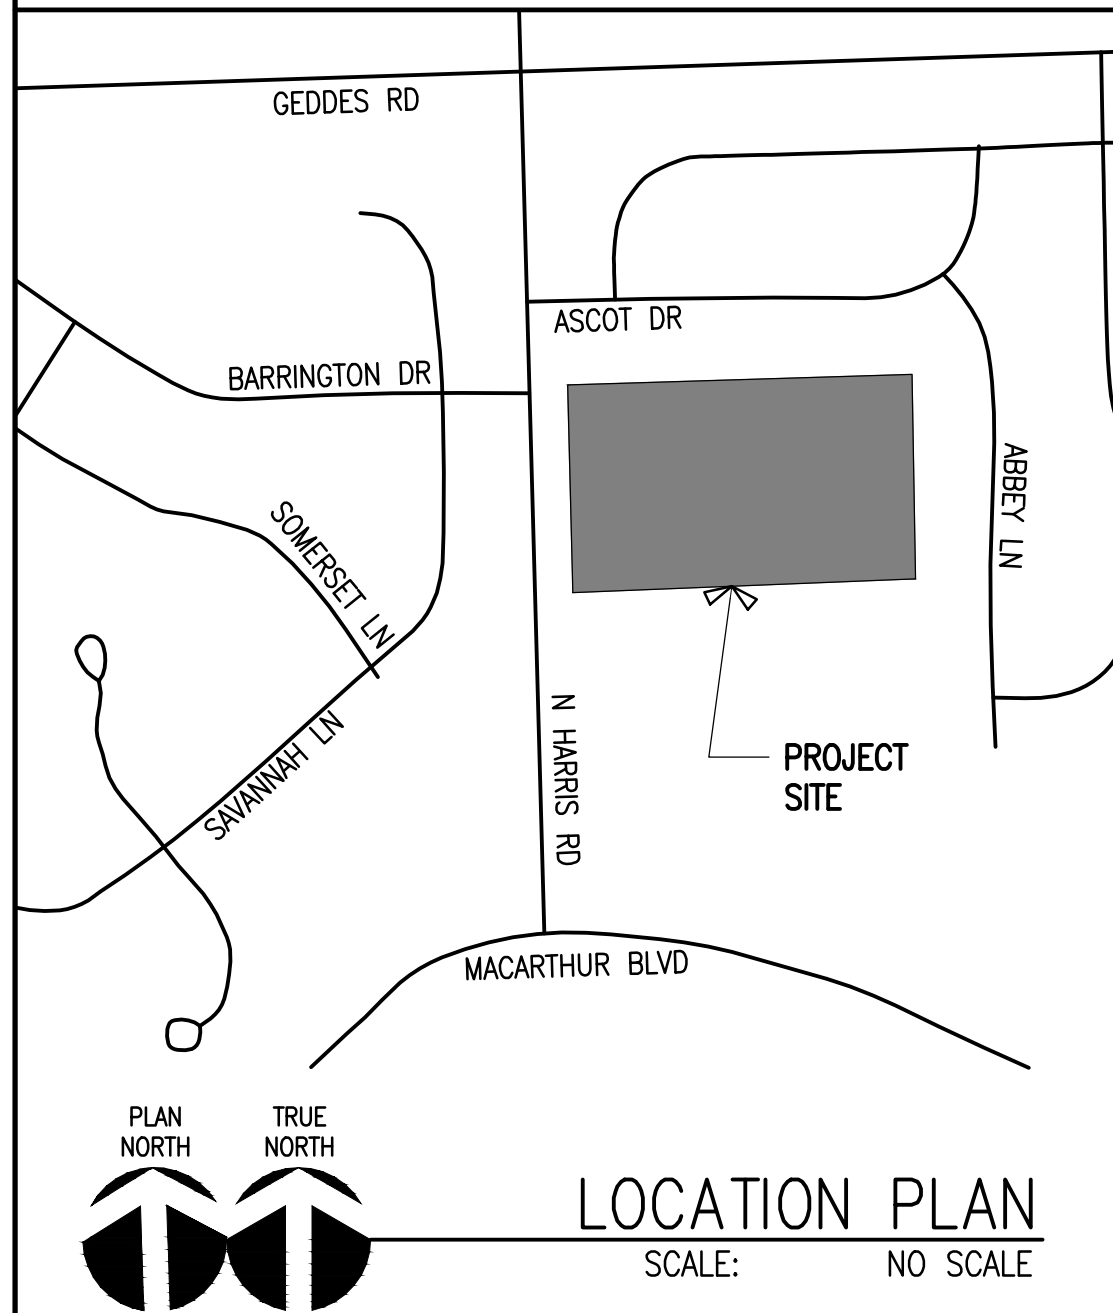 GEDDES RD
ASCOT DR
BARRINGTON DR
ABBEY LN
SOMERSET LN
N HARRIS RD
SAVANNAH LN
PROJECT
SITE
MACARTHUR BLVD
PLAN
NORTH
TRUE
NORTH
LOCATION PLAN
SCALE: NO SCALE